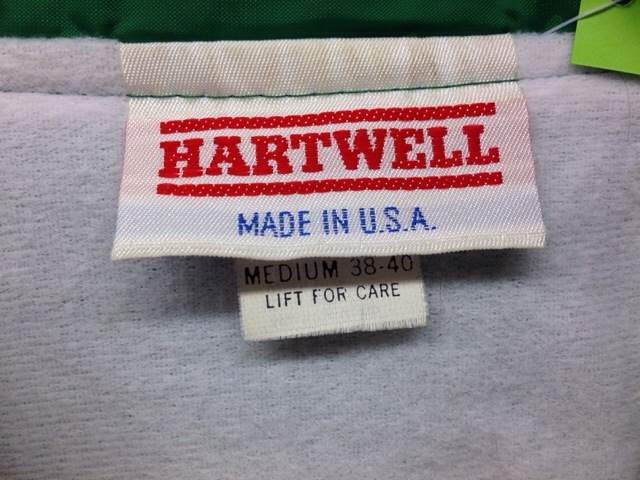 HARTWELL
MADE IN U.S.A.
MEDIUM 38-40
LIFT FOR CARE